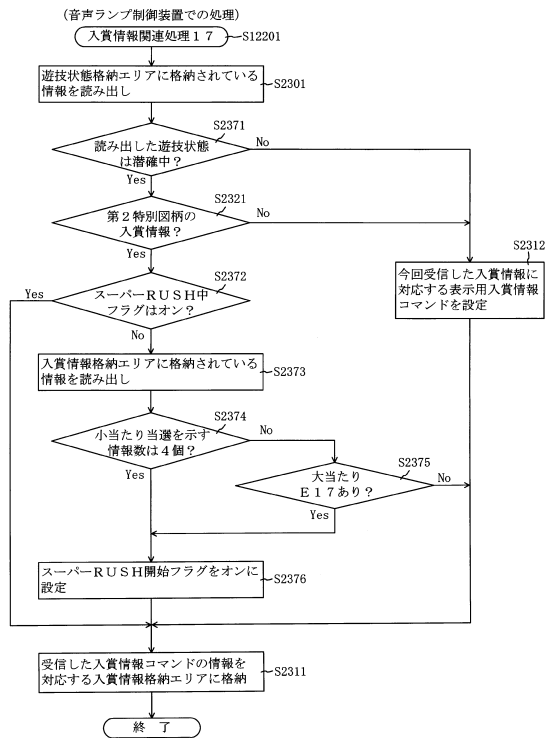 （音声ランプ制御装置での処理）
入賞情報関連処理１７
S12201
遊技状態格納エリアに格納されている
情報を読み出し
S2301
S2371
読み出した遊技状態
は潜確中？
No
Yes
S2321
第２特別図柄の
入賞情報？
No
Yes
S2312
今回受信した入賞情報に
対応する表示用入賞情報
コマンドを設定
S2372
Yes
スーパーＲＵＳＨ中
フラグはオン？
No
入賞情報格納エリアに格納されている
情報を読み出し
S2373
S2374
小当たり当選を示す
情報数は４個？
No
Yes
S2375
大当たり
Ｅ１７あり？
No
Yes
スーパーＲＵＳＨ開始フラグをオンに
設定
S2376
受信した入賞情報コマンドの情報を
対応する入賞情報格納エリアに格納
S2311
終 了